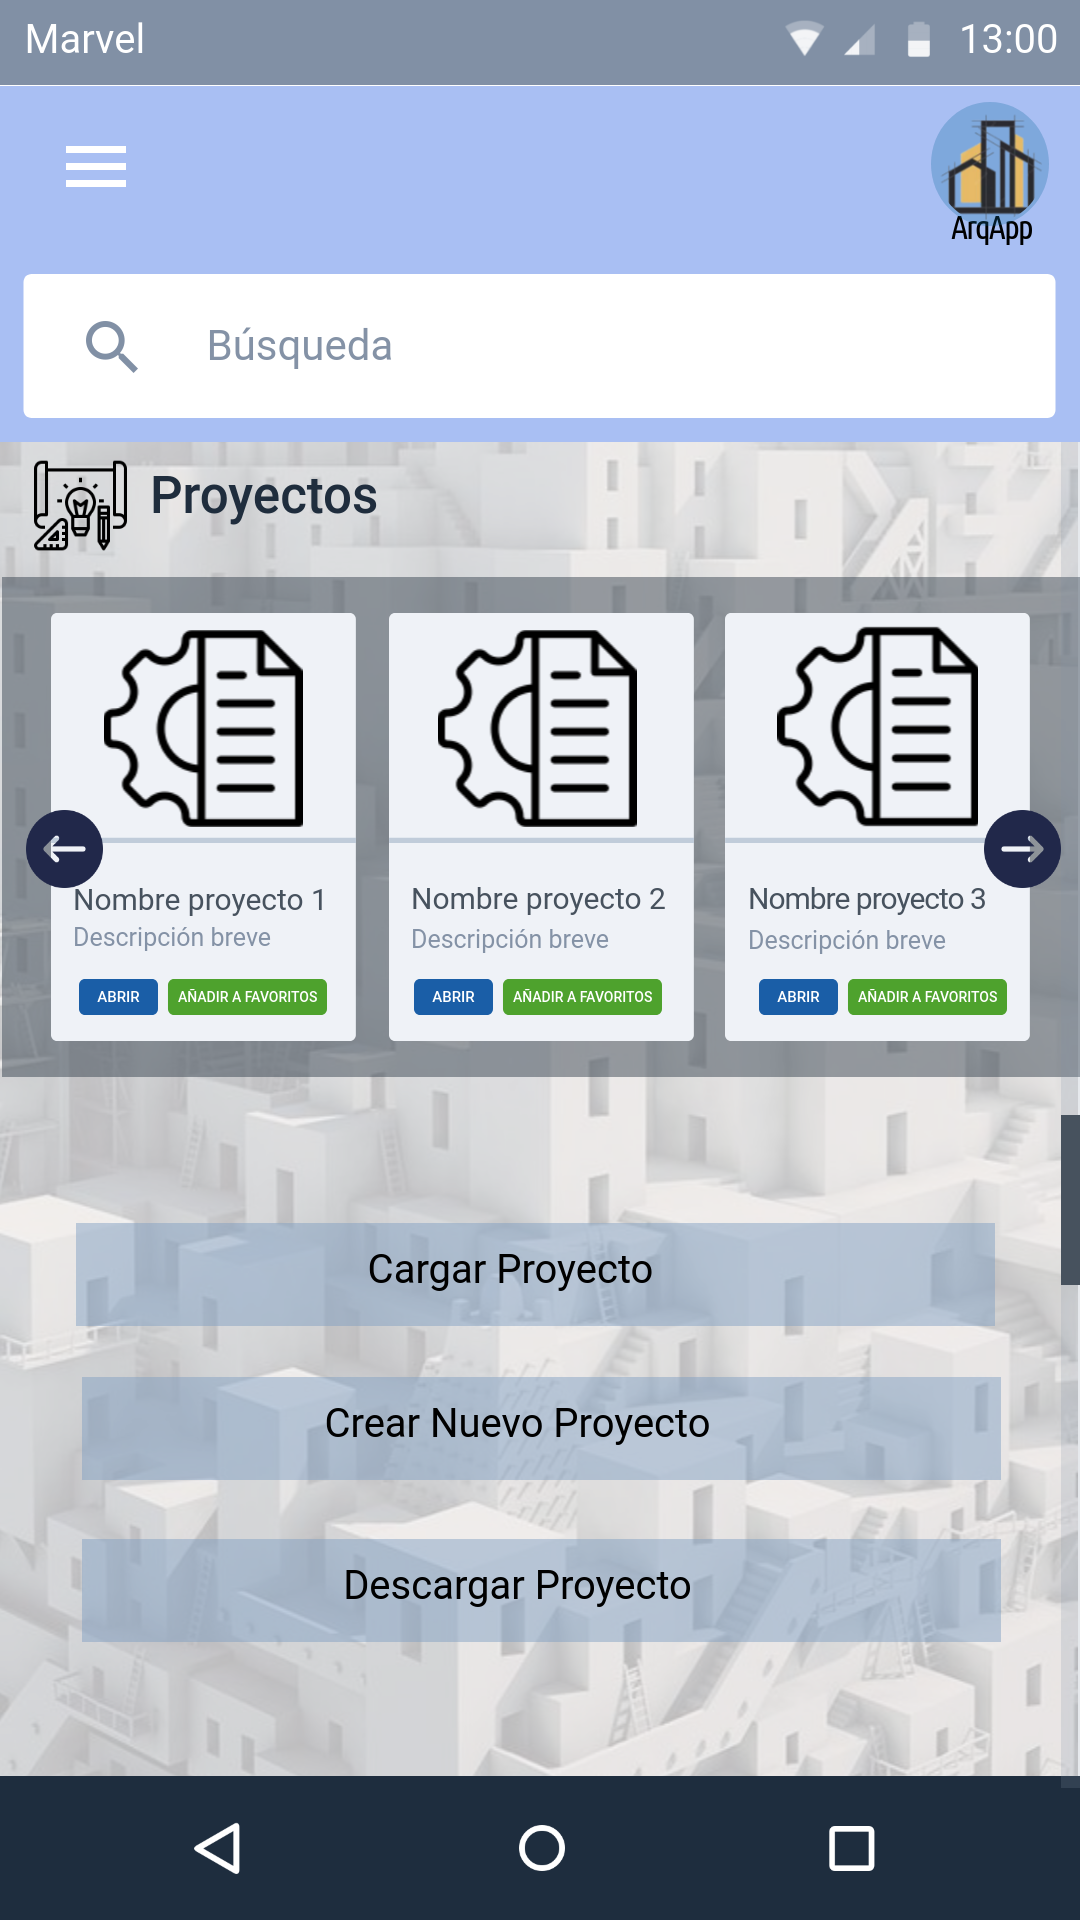 Marvel 13:00
ArqApp
Búsqueda
Proyectos
Nombre proyecto 1
Descripción breve
ABRIR AÑADIR A FAVORITOS
Nombre proyecto 2
Descripción breve
ABRIR AÑADIR A FAVORITOS
Nombre proyecto 3
Descripción breve
ABRIR AÑADIR A FAVORITOS
Cargar Proyecto
Crear Nuevo Proyecto
Descargar Proyecto